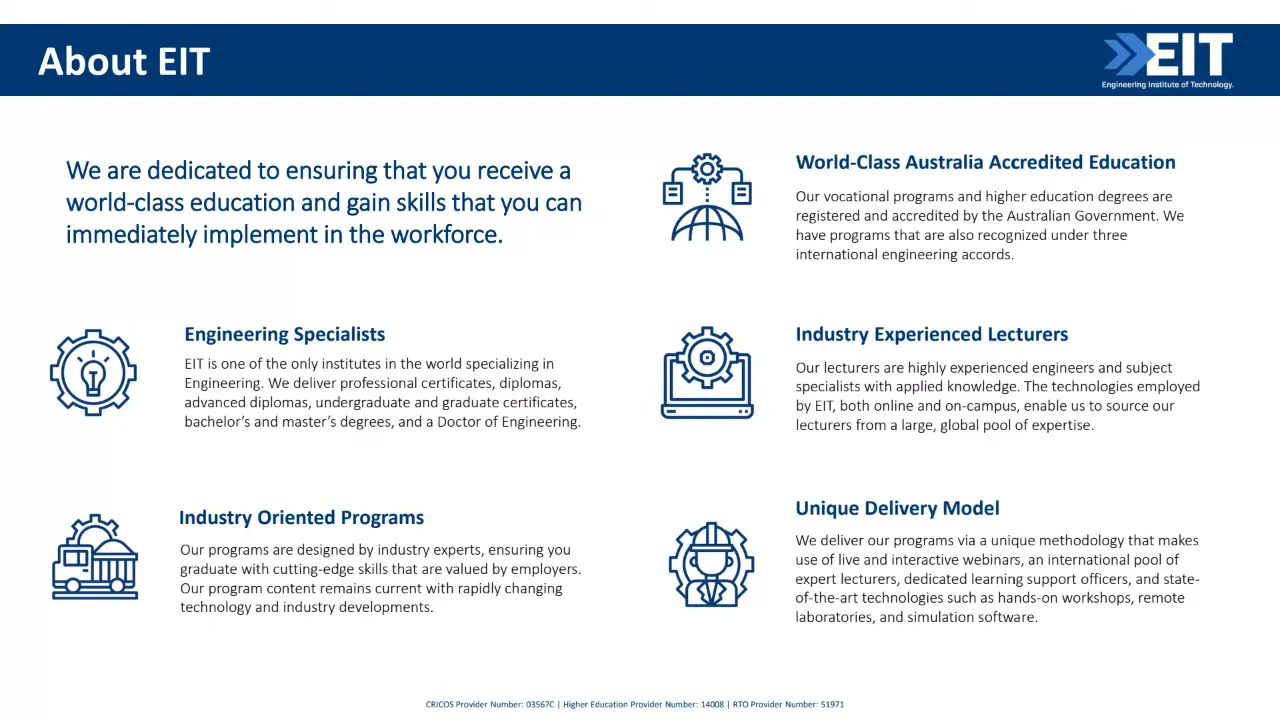 About EIT
EIT
Engineering Institute of Technology.
We are dedicated to ensuring that you receive a
world-class education and gain skills that you can
immediately implement in the workforce.
World-Class Australia Accredited Education
Our vocational programs and higher education degrees are
registered and accredited by the Australian Government. We
have programs that are also recognized under three
international engineering accords.
Engineering Specialists
EIT is one of the only institutes in the world specializing in
Engineering. We deliver professional certificates, diplomas,
advanced diplomas, undergraduate and graduate certificates,
bachelor’s and master’s degrees, and a Doctor of Engineering.
Industry Experienced Lecturers
Our lecturers are highly experienced engineers and subject
specialists with applied knowledge. The technologies employed
by EIT, both online and on-campus, enable us to source our
lecturers from a large, global pool of expertise.
Industry Oriented Programs
Our programs are designed by industry experts, ensuring you
graduate with cutting-edge skills that are valued by employers.
Our program content remains current with rapidly changing
technology and industry developments.
Unique Delivery Model
We deliver our programs via a unique methodology that makes
use of live and interactive webinars, an international pool of
expert lecturers, dedicated learning support officers, and state-
of-the-art technologies such as hands-on workshops, remote
laboratories, and simulation software.
CRICOS Provider Number: 03567C | Higher Education Provider Number: 14008 | RTO Provider Number: 51971